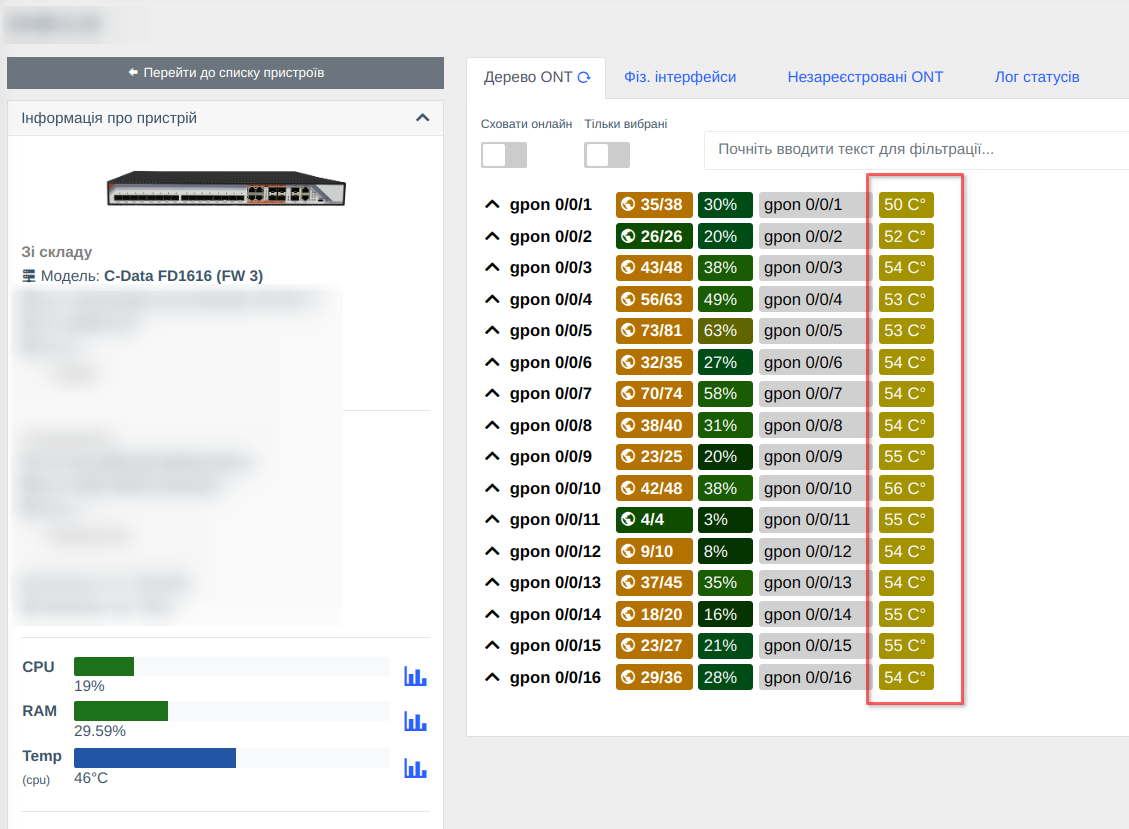 Перейти до списку пристроїв
Інформація про пристрій
Зі складу
Модель: C-Data FD1616 (FW 3)
CPU
19%
RAM
29.59%
Temp
(cpu)
46°C
Дерево ONT
Фіз. інтерфейси
Незареєстровані ONT
Лог статусів
Сховати онлайн
Тільки вибрані
Почніть вводити текст для фільтрації...
gpon 0/0/1 35/38 30% gpon 0/0/1 50 C°
gpon 0/0/2 26/26 20% gpon 0/0/2 52 C°
gpon 0/0/3 43/48 38% gpon 0/0/3 54 C°
gpon 0/0/4 56/63 49% gpon 0/0/4 53 C°
gpon 0/0/5 73/81 63% gpon 0/0/5 53 C°
gpon 0/0/6 32/35 27% gpon 0/0/6 54 C°
gpon 0/0/7 70/74 58% gpon 0/0/7 54 C°
gpon 0/0/8 38/40 31% gpon 0/0/8 54 C°
gpon 0/0/9 23/25 20% gpon 0/0/9 55 C°
gpon 0/0/10 42/48 38% gpon 0/0/10 56 C°
gpon 0/0/11 4/4 3% gpon 0/0/11 55 C°
gpon 0/0/12 9/10 8% gpon 0/0/12 54 C°
gpon 0/0/13 37/45 35% gpon 0/0/13 54 C°
gpon 0/0/14 18/20 16% gpon 0/0/14 55 C°
gpon 0/0/15 23/27 21% gpon 0/0/15 55 C°
gpon 0/0/16 29/36 28% gpon 0/0/16 54 C°